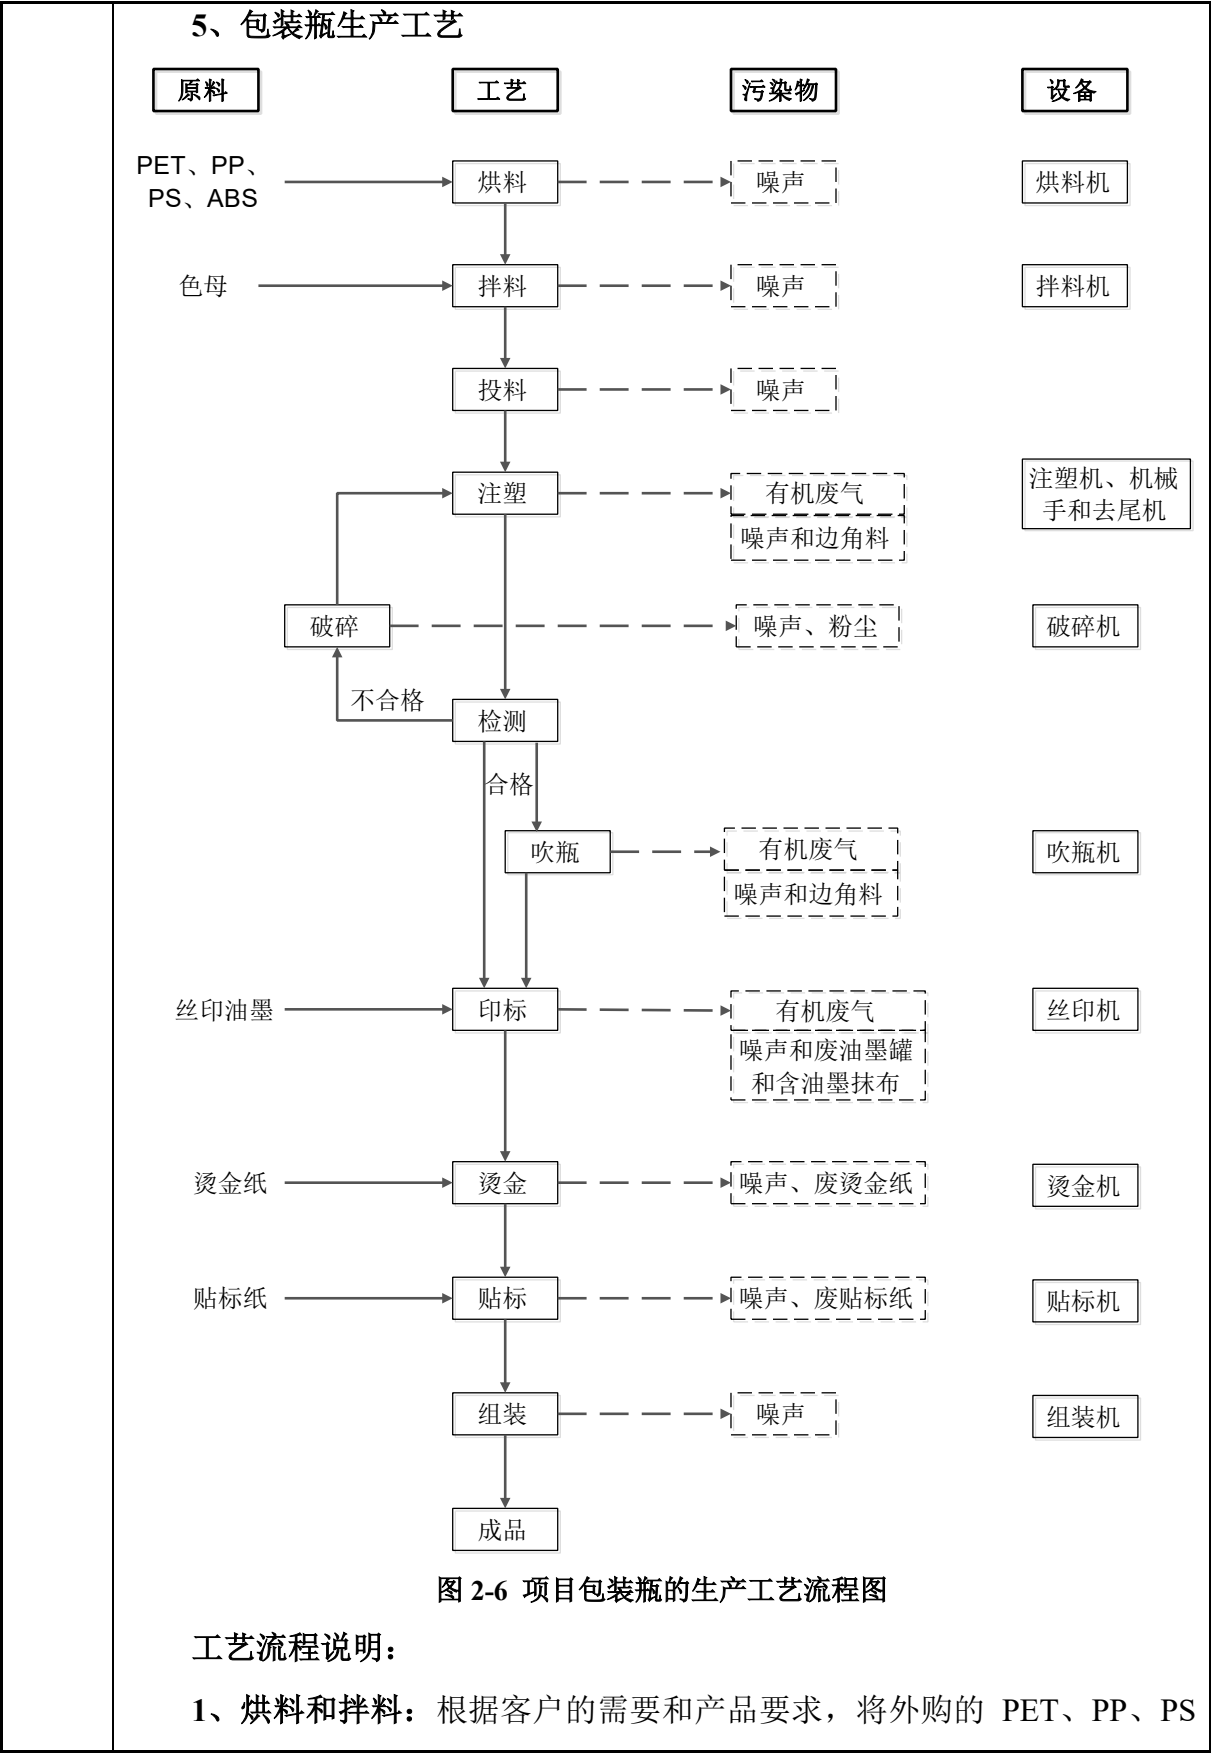 5、包装瓶生产工艺
原料 工艺 污染物 设备
PET、PP、
PS、ABS
烘料 噪声 烘料机
色母 拌料 噪声 拌料机
投料 噪声
注塑 有机废气
噪声和边角料
注塑机、机械
手和去尾机
破碎 噪声、粉尘 破碎机
不合格
检测
合格
吹瓶 有机废气 吹瓶机
噪声和边角料
丝印油墨 印标 有机废气 丝印机
噪声和废油墨罐
和含油墨抹布
烫金纸 烫金 噪声、废烫金纸 烫金机
贴标纸 贴标 噪声、废贴标纸 贴标机
组装 噪声 组装机
成品
图 2-6 项目包装瓶的生产工艺流程图
工艺流程说明：
1、烘料和拌料：根据客户的需要和产品要求，将外购的 PET、PP、PS